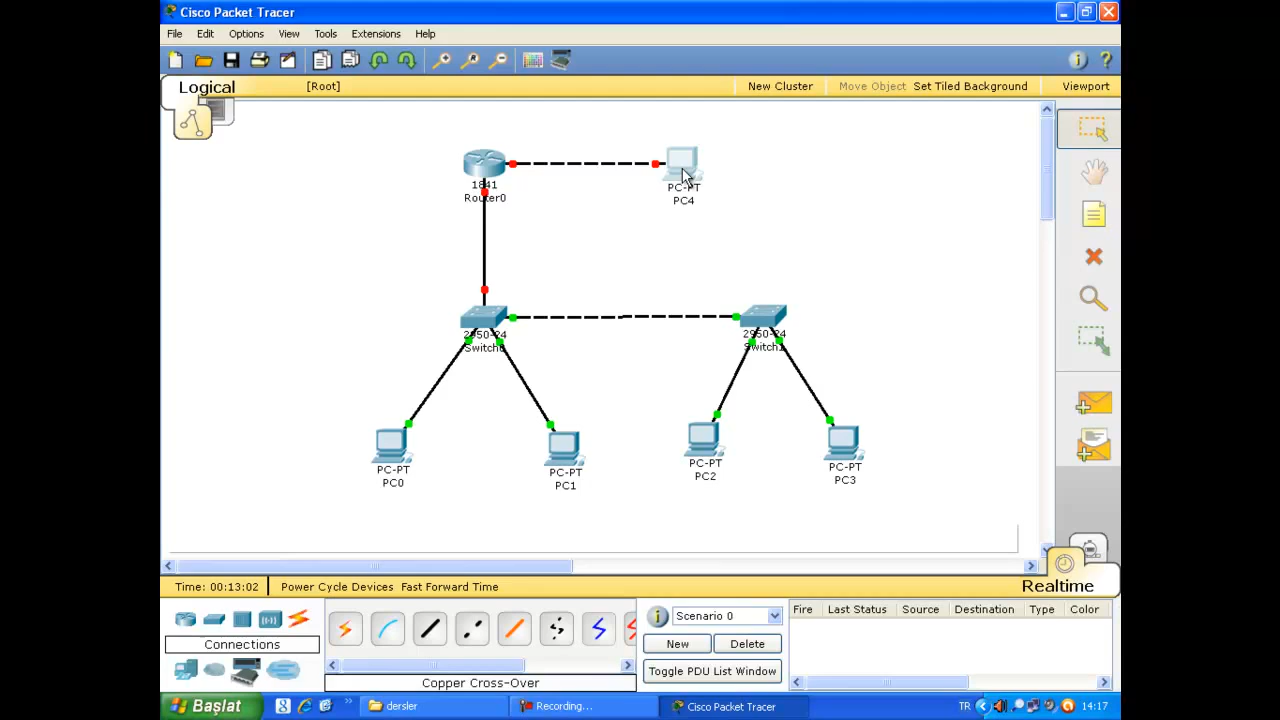 Cisco Packet Tracer
File Edit Options View Tools Extensions Help
Logical [Root] New Cluster Move Object Set Tiled Background Viewport
1841
Router0
PC-PT
PC4
2950-24
Switch0
2950-24
Switch1
PC-PT
PC0
PC-PT
PC1
PC-PT
PC2
PC-PT
PC3
Time: 00:13:02 Power Cycle Devices Fast Forward Time Realtime
Connections
Copper Cross-Over
Scenario 0
New Delete
Toggle PDU List Window
Fire Last Status Source Destination Type Color
Başlat dersler Recording... Cisco Packet Tracer TR 14:17